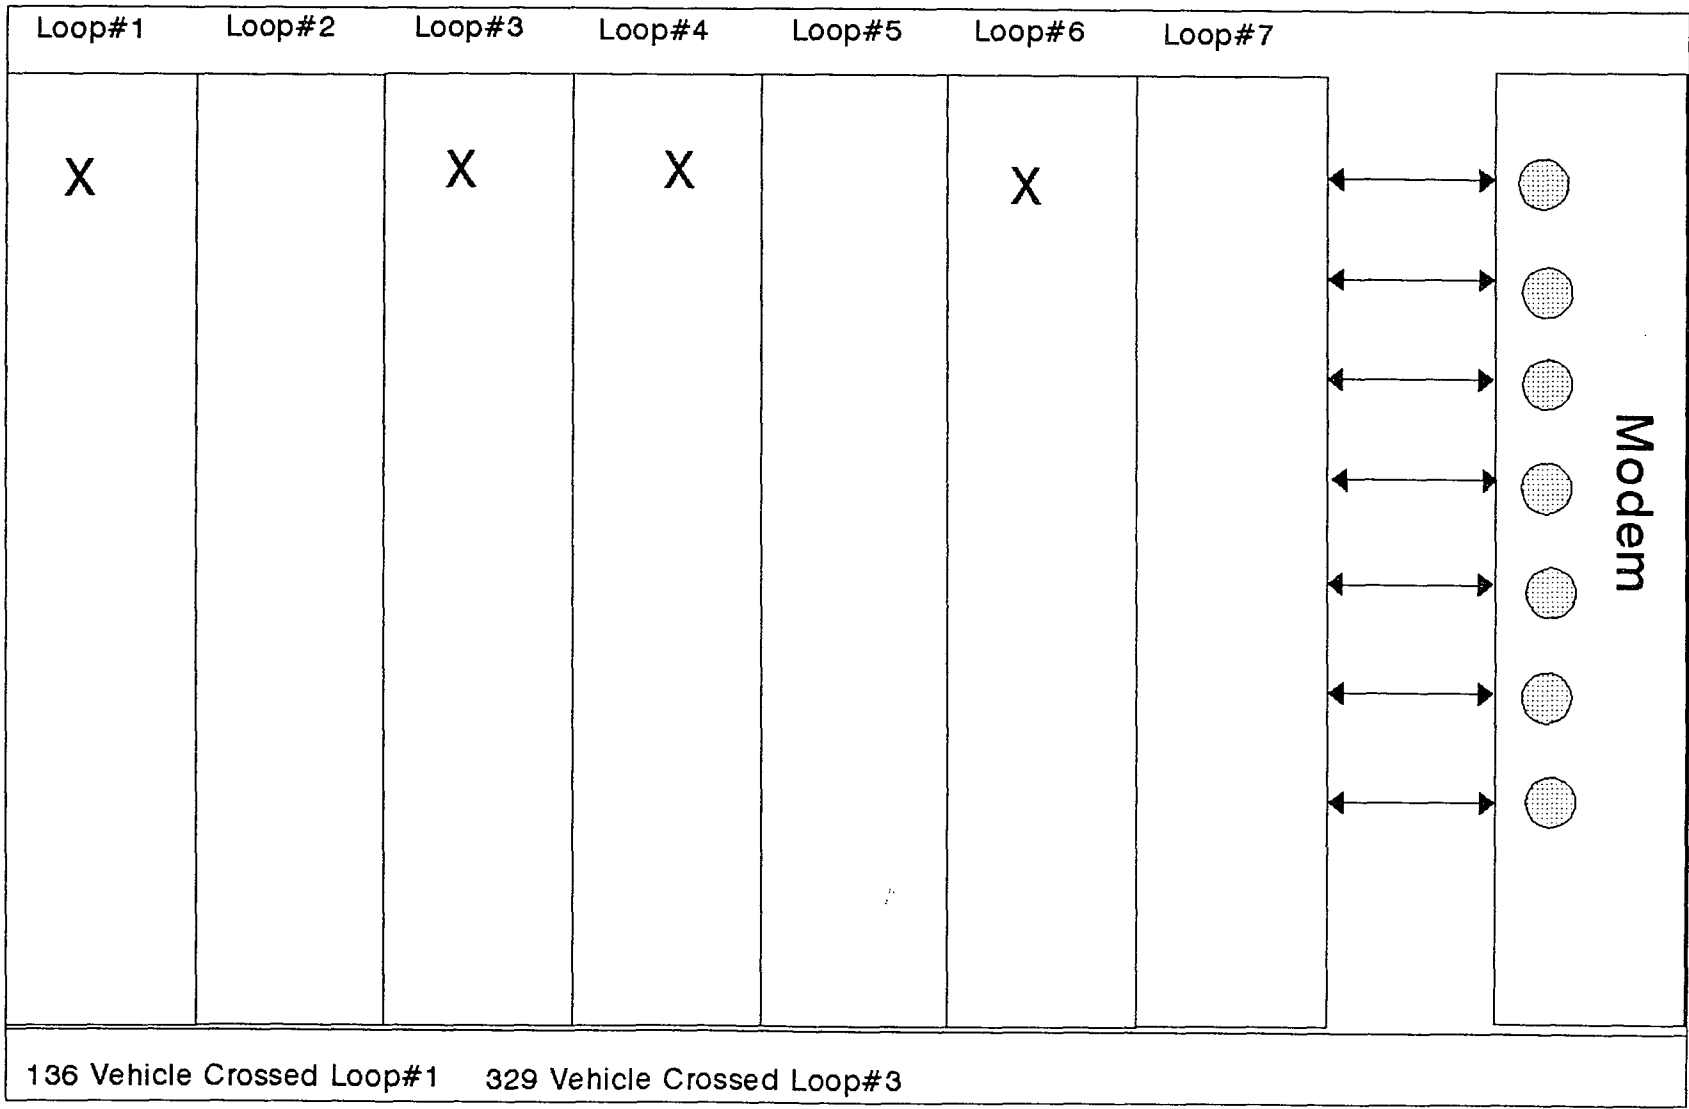 Loop#1 Loop#2 Loop#3 Loop#4 Loop#5 Loop#6 Loop#7
X X X X
Modem
136 Vehicle Crossed Loop#1 329 Vehicle Crossed Loop#3